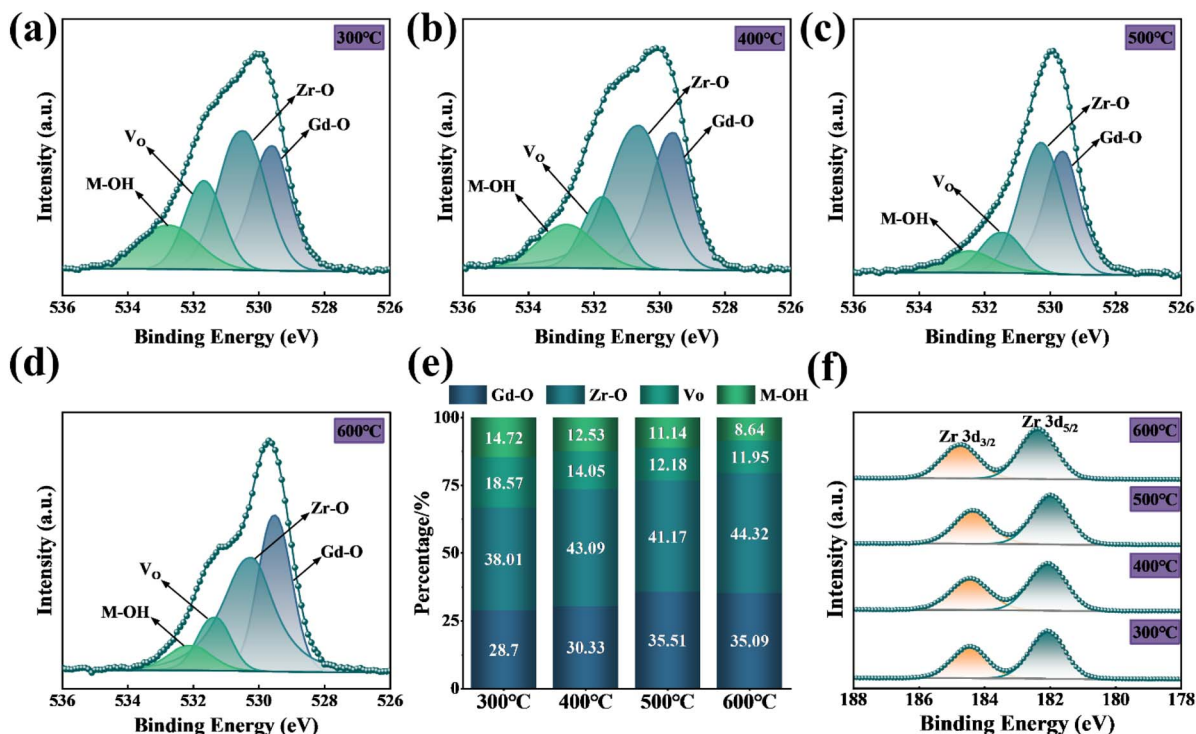 (a)
300°C
Zr-O
Gd-O
Vo
M-OH
Intensity (a.u.)
536 534 532 530 528 526
Binding Energy (eV)
(b)
400°C
Zr-O
Gd-O
Vo
M-OH
Intensity (a.u.)
536 534 532 530 528 526
Binding Energy (eV)
(c)
500°C
Zr-O
Gd-O
Vo
M-OH
Intensity (a.u.)
536 534 532 530 528 526
Binding Energy (eV)
(d)
600°C
Zr-O
Gd-O
Vo
M-OH
Intensity (a.u.)
536 534 532 530 528 526
Binding Energy (eV)
(e)
Gd-O Zr-O Vo M-OH
Percentage/%
100
75
50
25
0
14.72 12.53 11.14 8.64
18.57 14.05 12.18 11.95
38.01 43.09 41.17 44.32
28.7 30.33 35.51 35.09
300°C 400°C 500°C 600°C
(f)
Zr 3d3/2 Zr 3d5/2
600°C
500°C
400°C
300°C
Intensity (a.u.)
188 186 184 182 180 178
Binding Energy (eV)